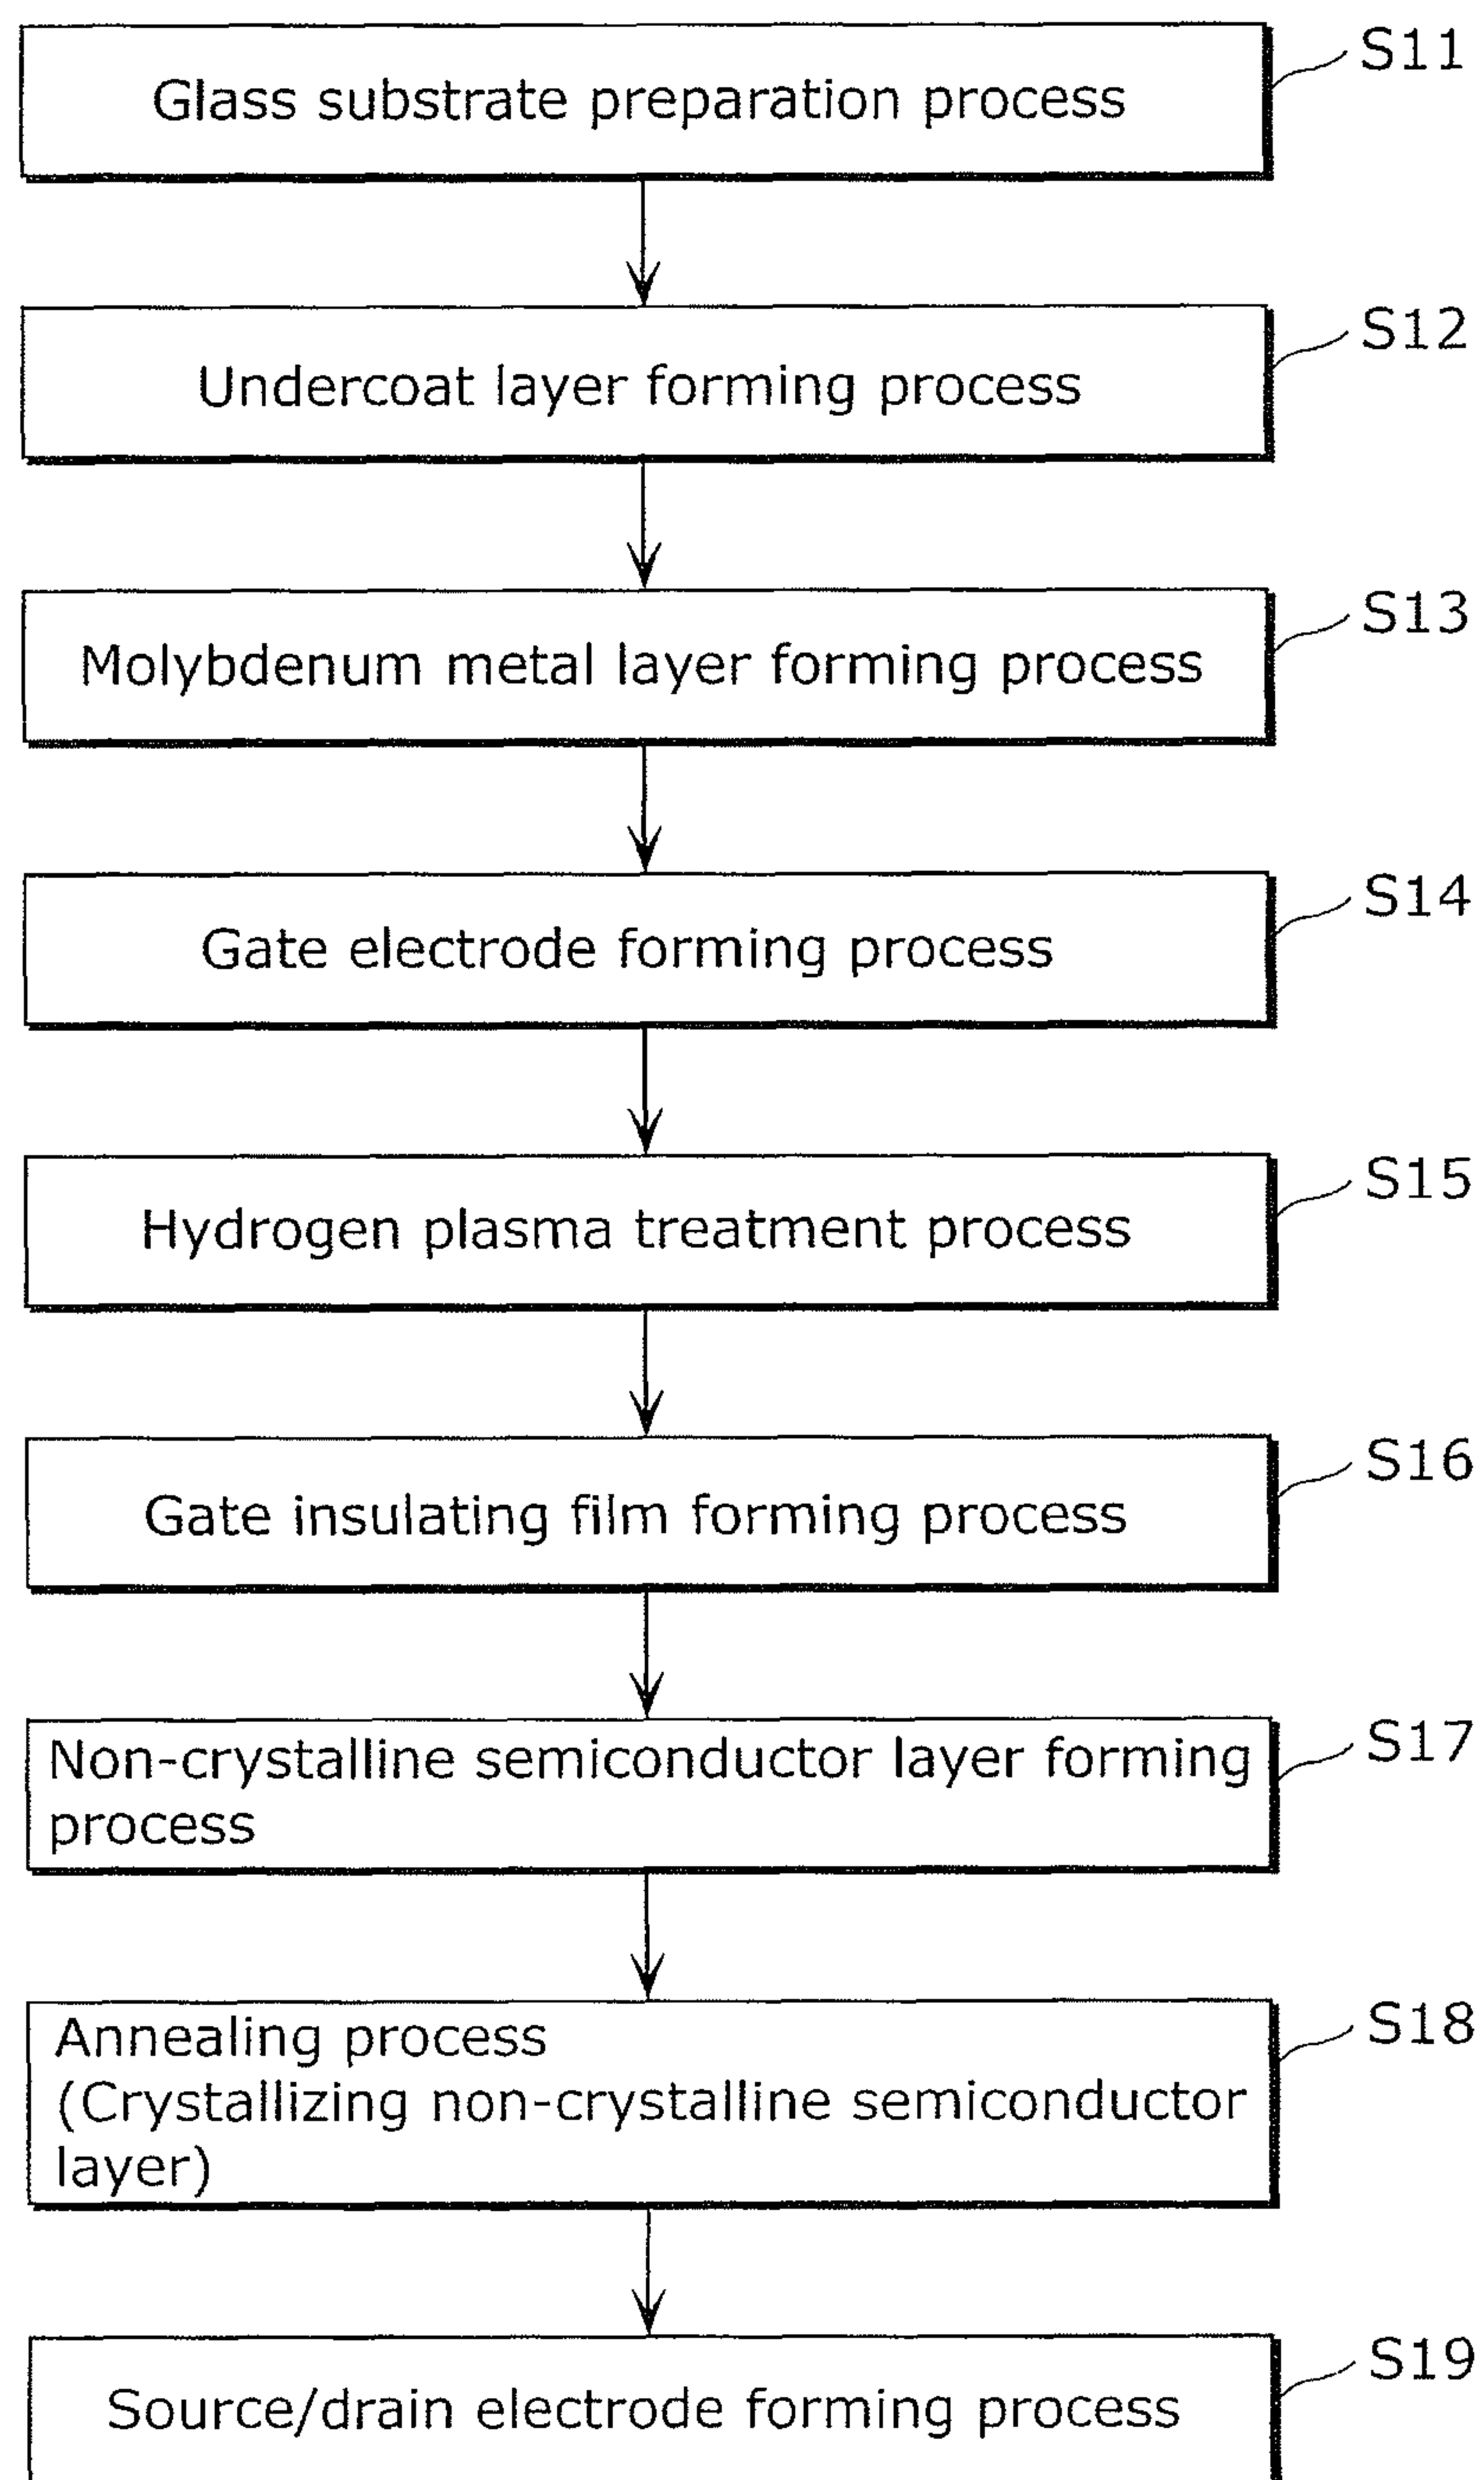 S11
Glass substrate preparation process
S12
Undercoat layer forming process
S13
Molybdenum metal layer forming process
S14
Gate electrode forming process
S15
Hydrogen plasma treatment process
S16
Gate insulating film forming process
S17
Non-crystalline semiconductor layer forming
process
S18
Annealing process
(Crystallizing non-crystalline semiconductor
layer)
S19
Source/drain electrode forming process